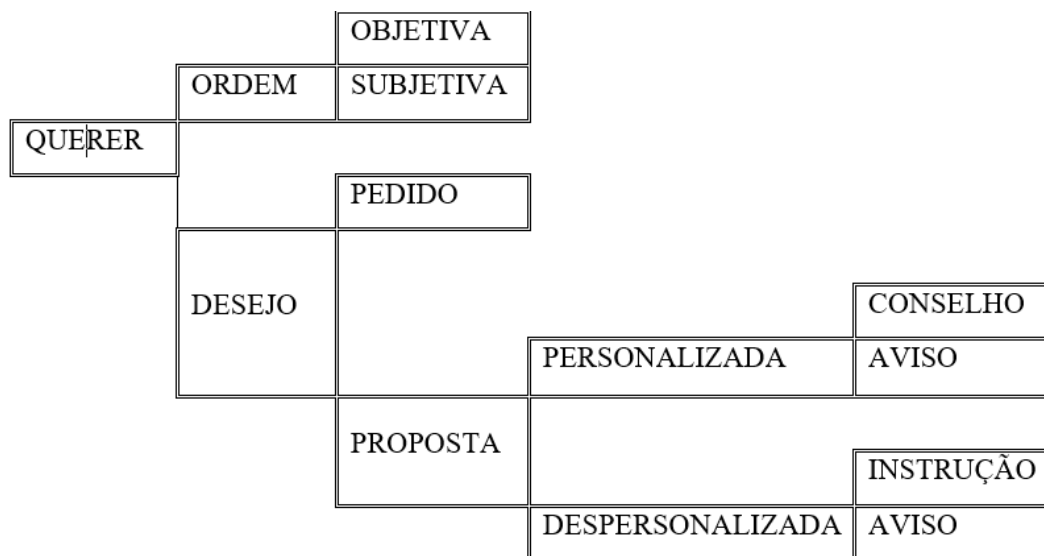 OBJETIVA
ORDEM SUBJETIVA
QUERER
PEDIDO
DESEJO
CONSELHO
PERSONALIZADA AVISO
PROPOSTA
INSTRUÇÃO
DESPERSONALIZADA AVISO